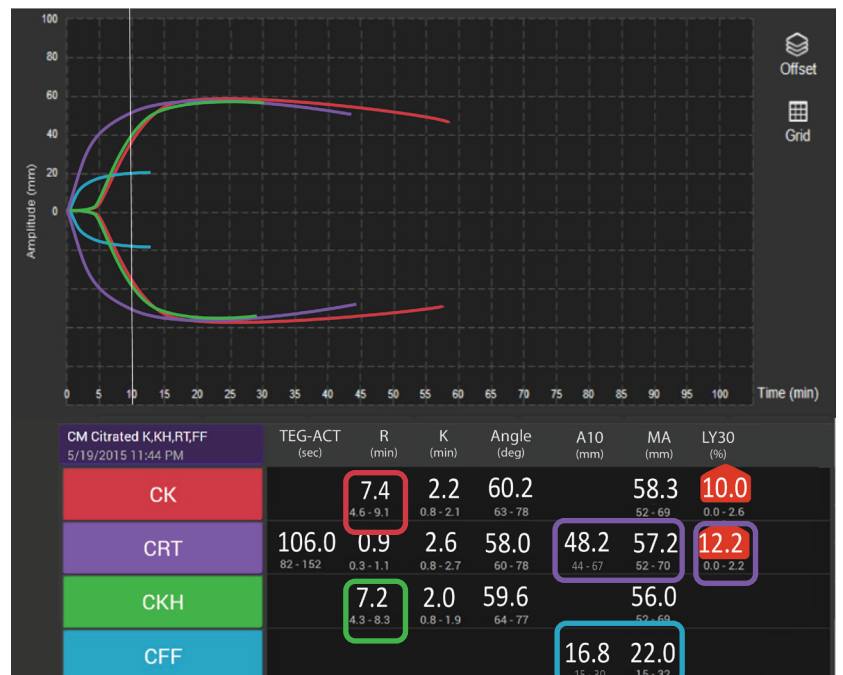 100
80
60
40
20
0
Amplitude (mm)
Offset
Grid
0 5 10 15 20 25 30 35 40 45 50 55 60 65 70 75 80 85 90 95 100 Time (min)
CM Citrated K,KH,RT,FF TEG-ACT R K Angle A10 MA LY30
5/19/2015 11:44 PM (sec) (min) (min) (deg) (mm) (mm) (%)
CK 7.4 2.2 60.2 58.3 10.0
4.6 - 9.1 0.8 - 2.1 63 - 78 52 - 69 0.0 - 2.6
CRT 106.0 0.9 2.6 58.0 48.2 57.2 12.2
82 - 152 0.3 - 1.1 0.8 - 2.7 60 - 78 44 - 67 52 - 70 0.0 - 2.2
CKH 7.2 2.0 59.6 56.0
4.3 - 8.3 0.8 - 1.9 64 - 77 52 - 69
CFF 16.8 22.0
15 - 30 15 - 32